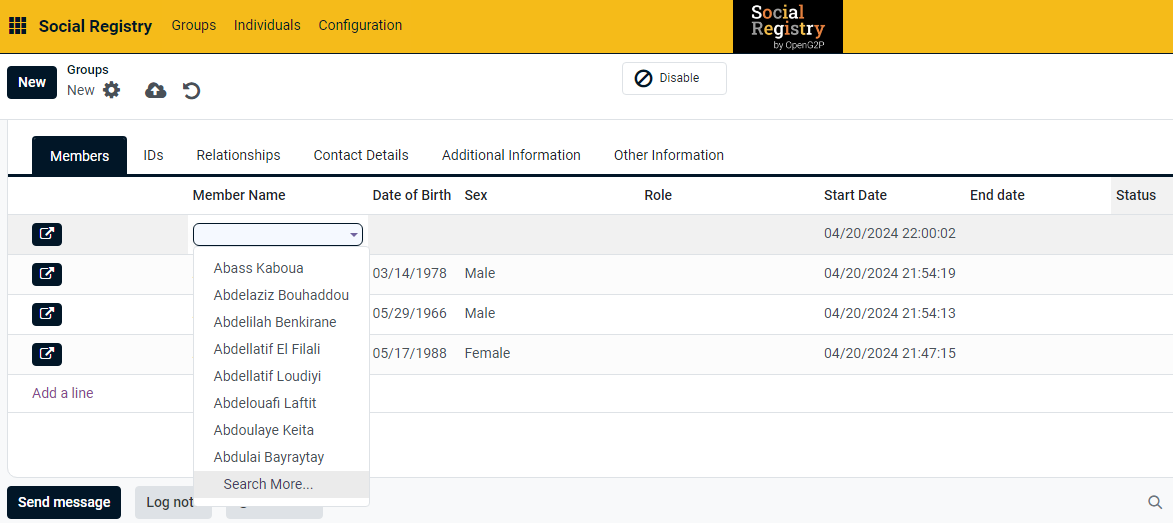 Social Registry Groups Individuals Configuration
Social
Registry
by OpenG2P
New
Groups
New
Disable
Members IDs Relationships Contact Details Additional Information Other Information
Member Name Date of Birth Sex Role Start Date End date Status
04/20/2024 22:00:02
Abass Kaboua
03/14/1978 Male 04/20/2024 21:54:19
Abdelaziz Bouhaddou
05/29/1966 Male 04/20/2024 21:54:13
Abdelilah Benkirane
Abdellatif El Filali
05/17/1988 Female 04/20/2024 21:47:15
Abdellatif Loudiyi
Add a line
Abdelouafi Laftit
Abdoulaye Keita
Abdulai Bayraytay
Search More...
Send message Log not